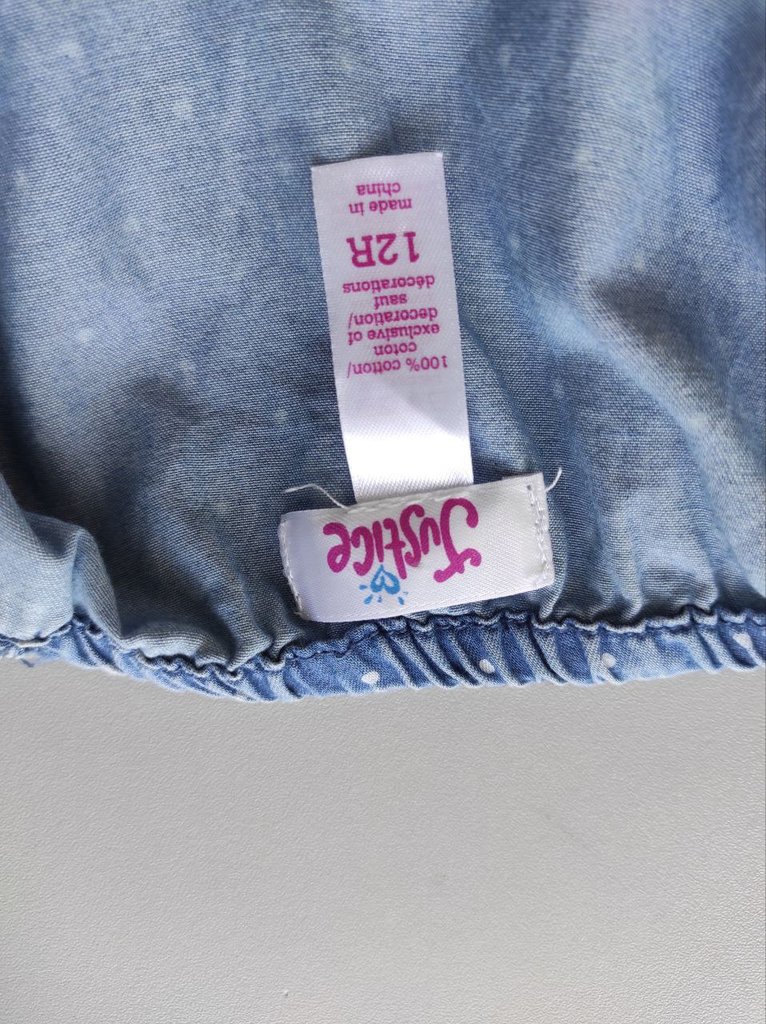 Justice
100% cotton/
coton
exclusive of
decoration/
sauf
décorations
12R
made in
china